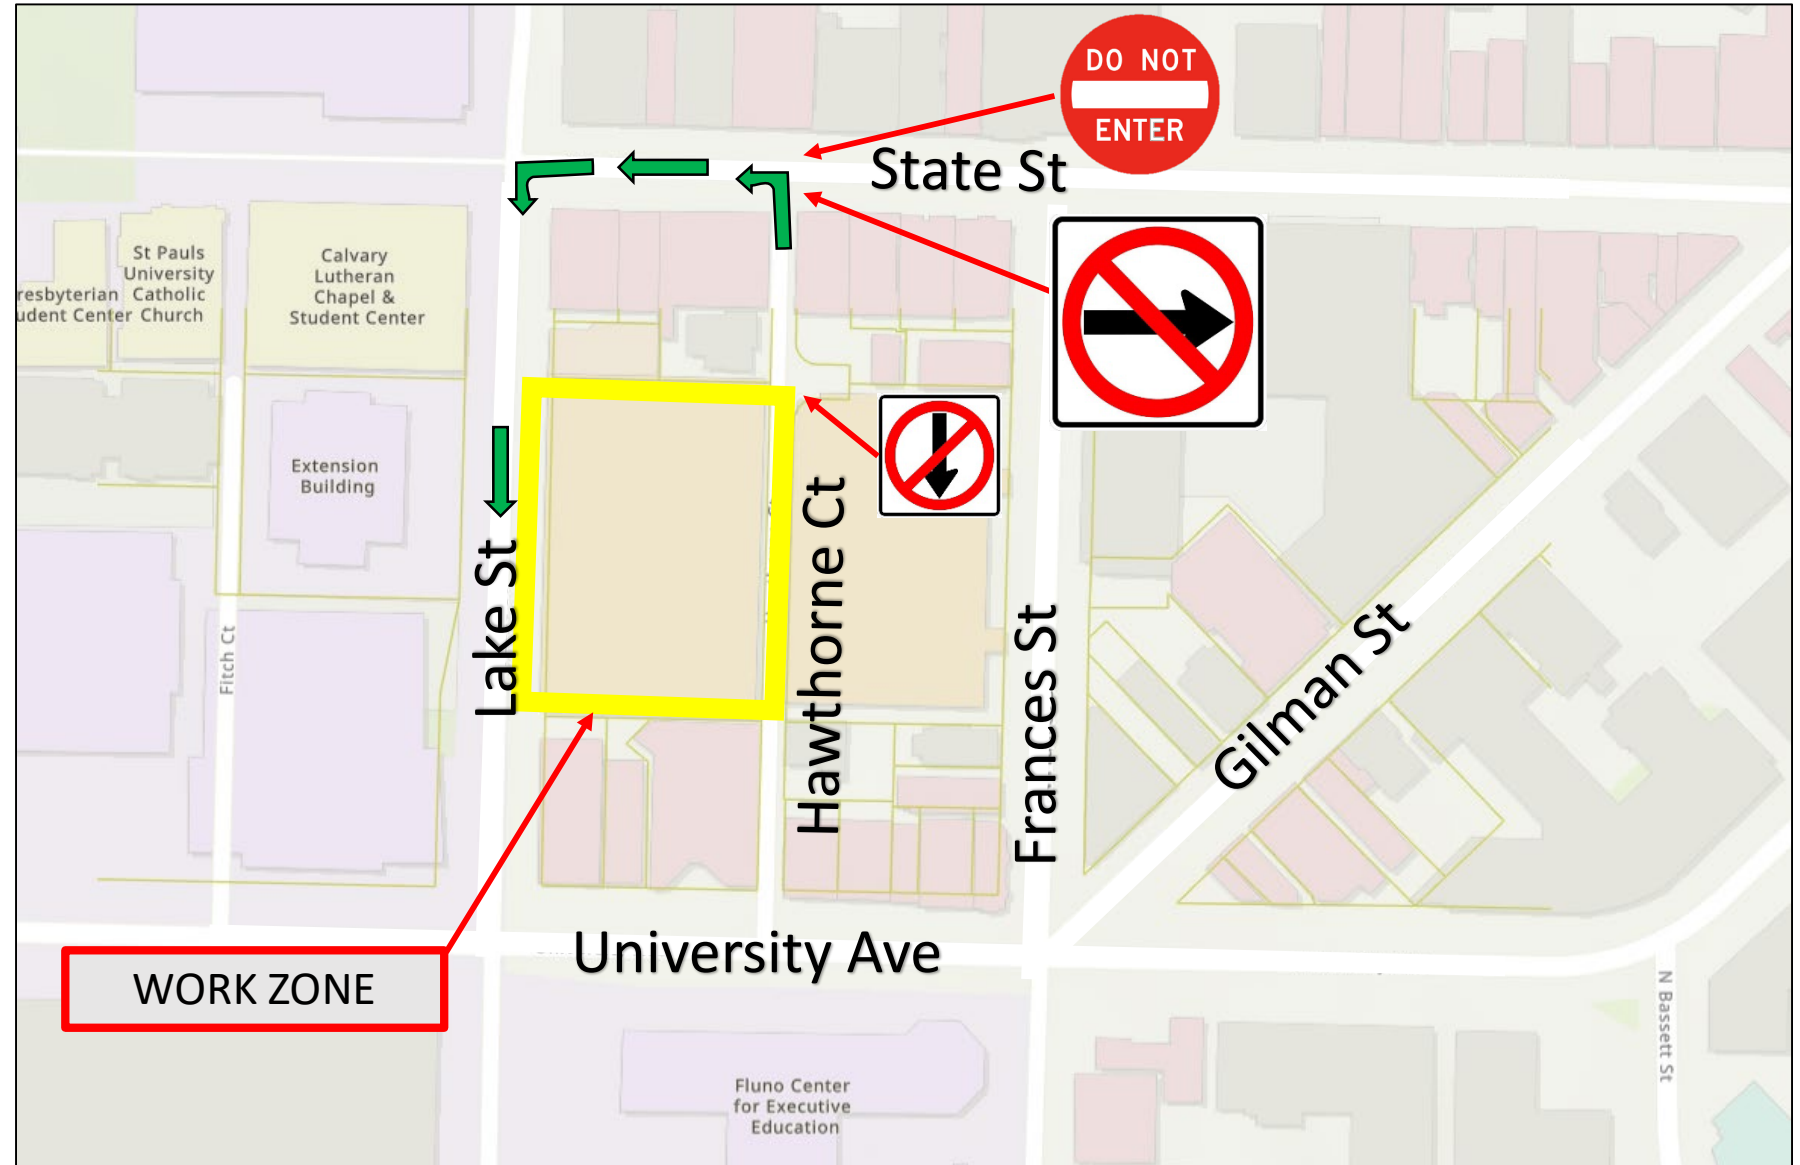 DO NOT
ENTER
State St
St Pauls
University
Catholic
Church
resbyterian
udent Center
Calvary
Lutheran
Chapel &
Student Center
Extension
Building
Lake St
Hawthorne Ct
Frances St
Gilman St
Fitch Ct
University Ave
WORK ZONE
N Bassett St
Fluno Center
for Executive
Education